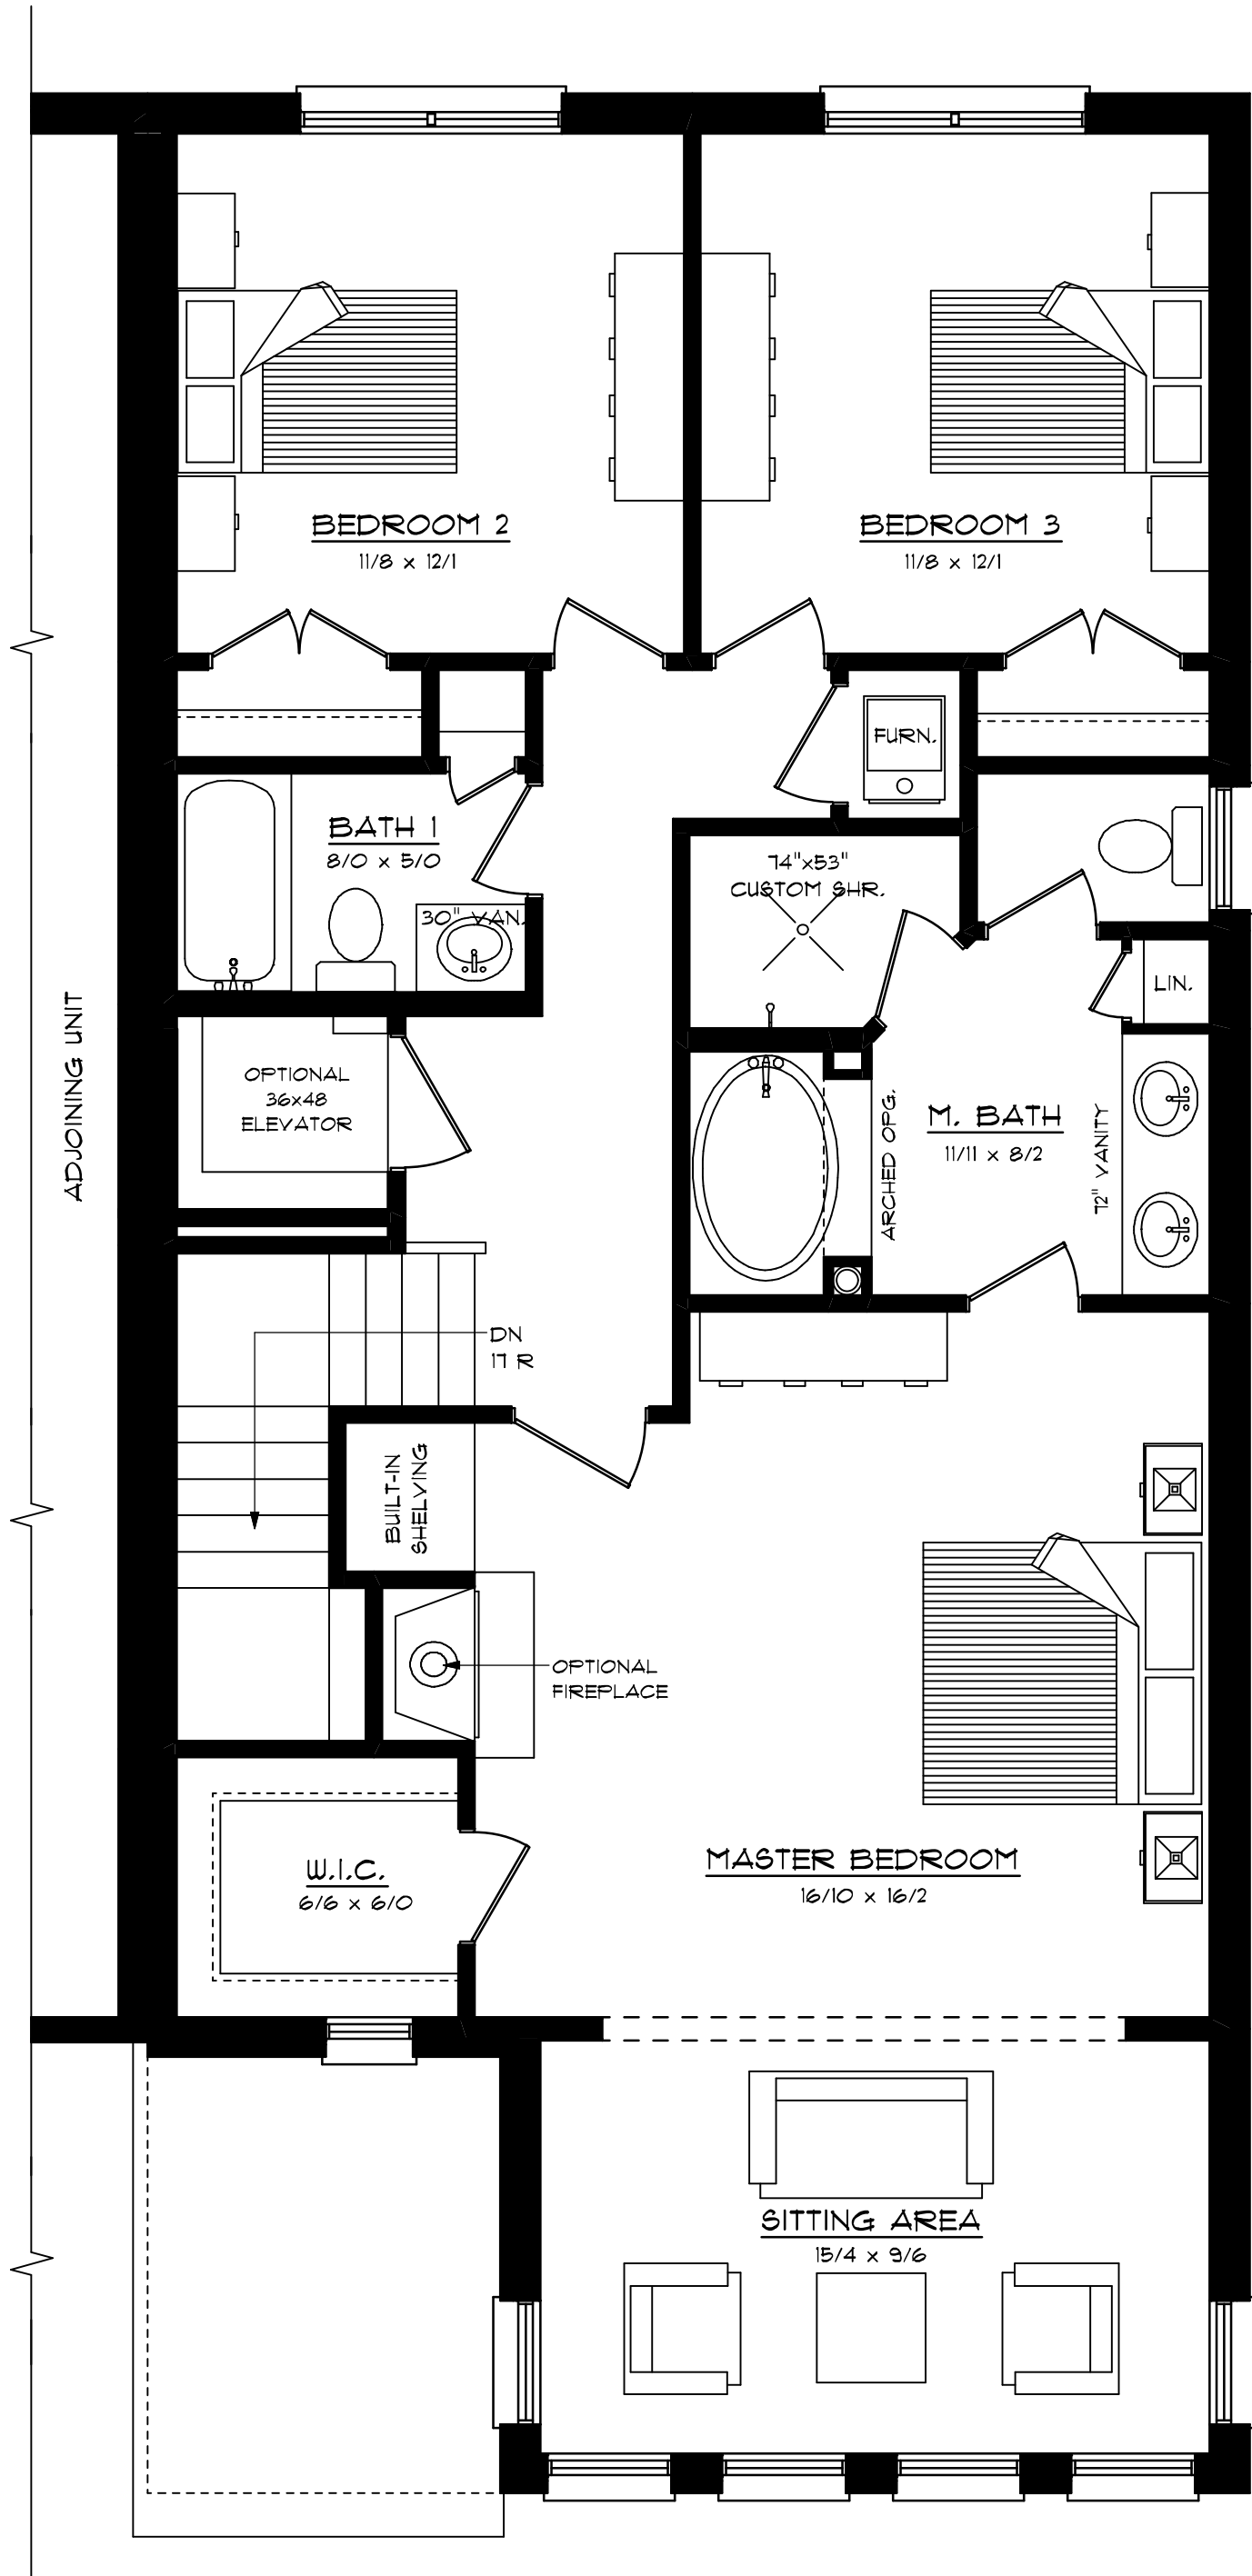 BEDROOM 2
11/8 x 12/1
BEDROOM 3
11/8 x 12/1
FURN.
BATH 1
8/0 x 5/0
30" VAN.
74"x53"
CUSTOM SHR.
LIN.
ADJOINING UNIT
OPTIONAL
36x48
ELEVATOR
ARCHED OPG.
M. BATH
11/11 x 8/2
72" VANITY
DN
17 R
BUILT-IN
SHELVING
OPTIONAL
FIREPLACE
W.I.C.
6/6 x 6/0
MASTER BEDROOM
16/10 x 16/2
SITTING AREA
15/4 x 9/6